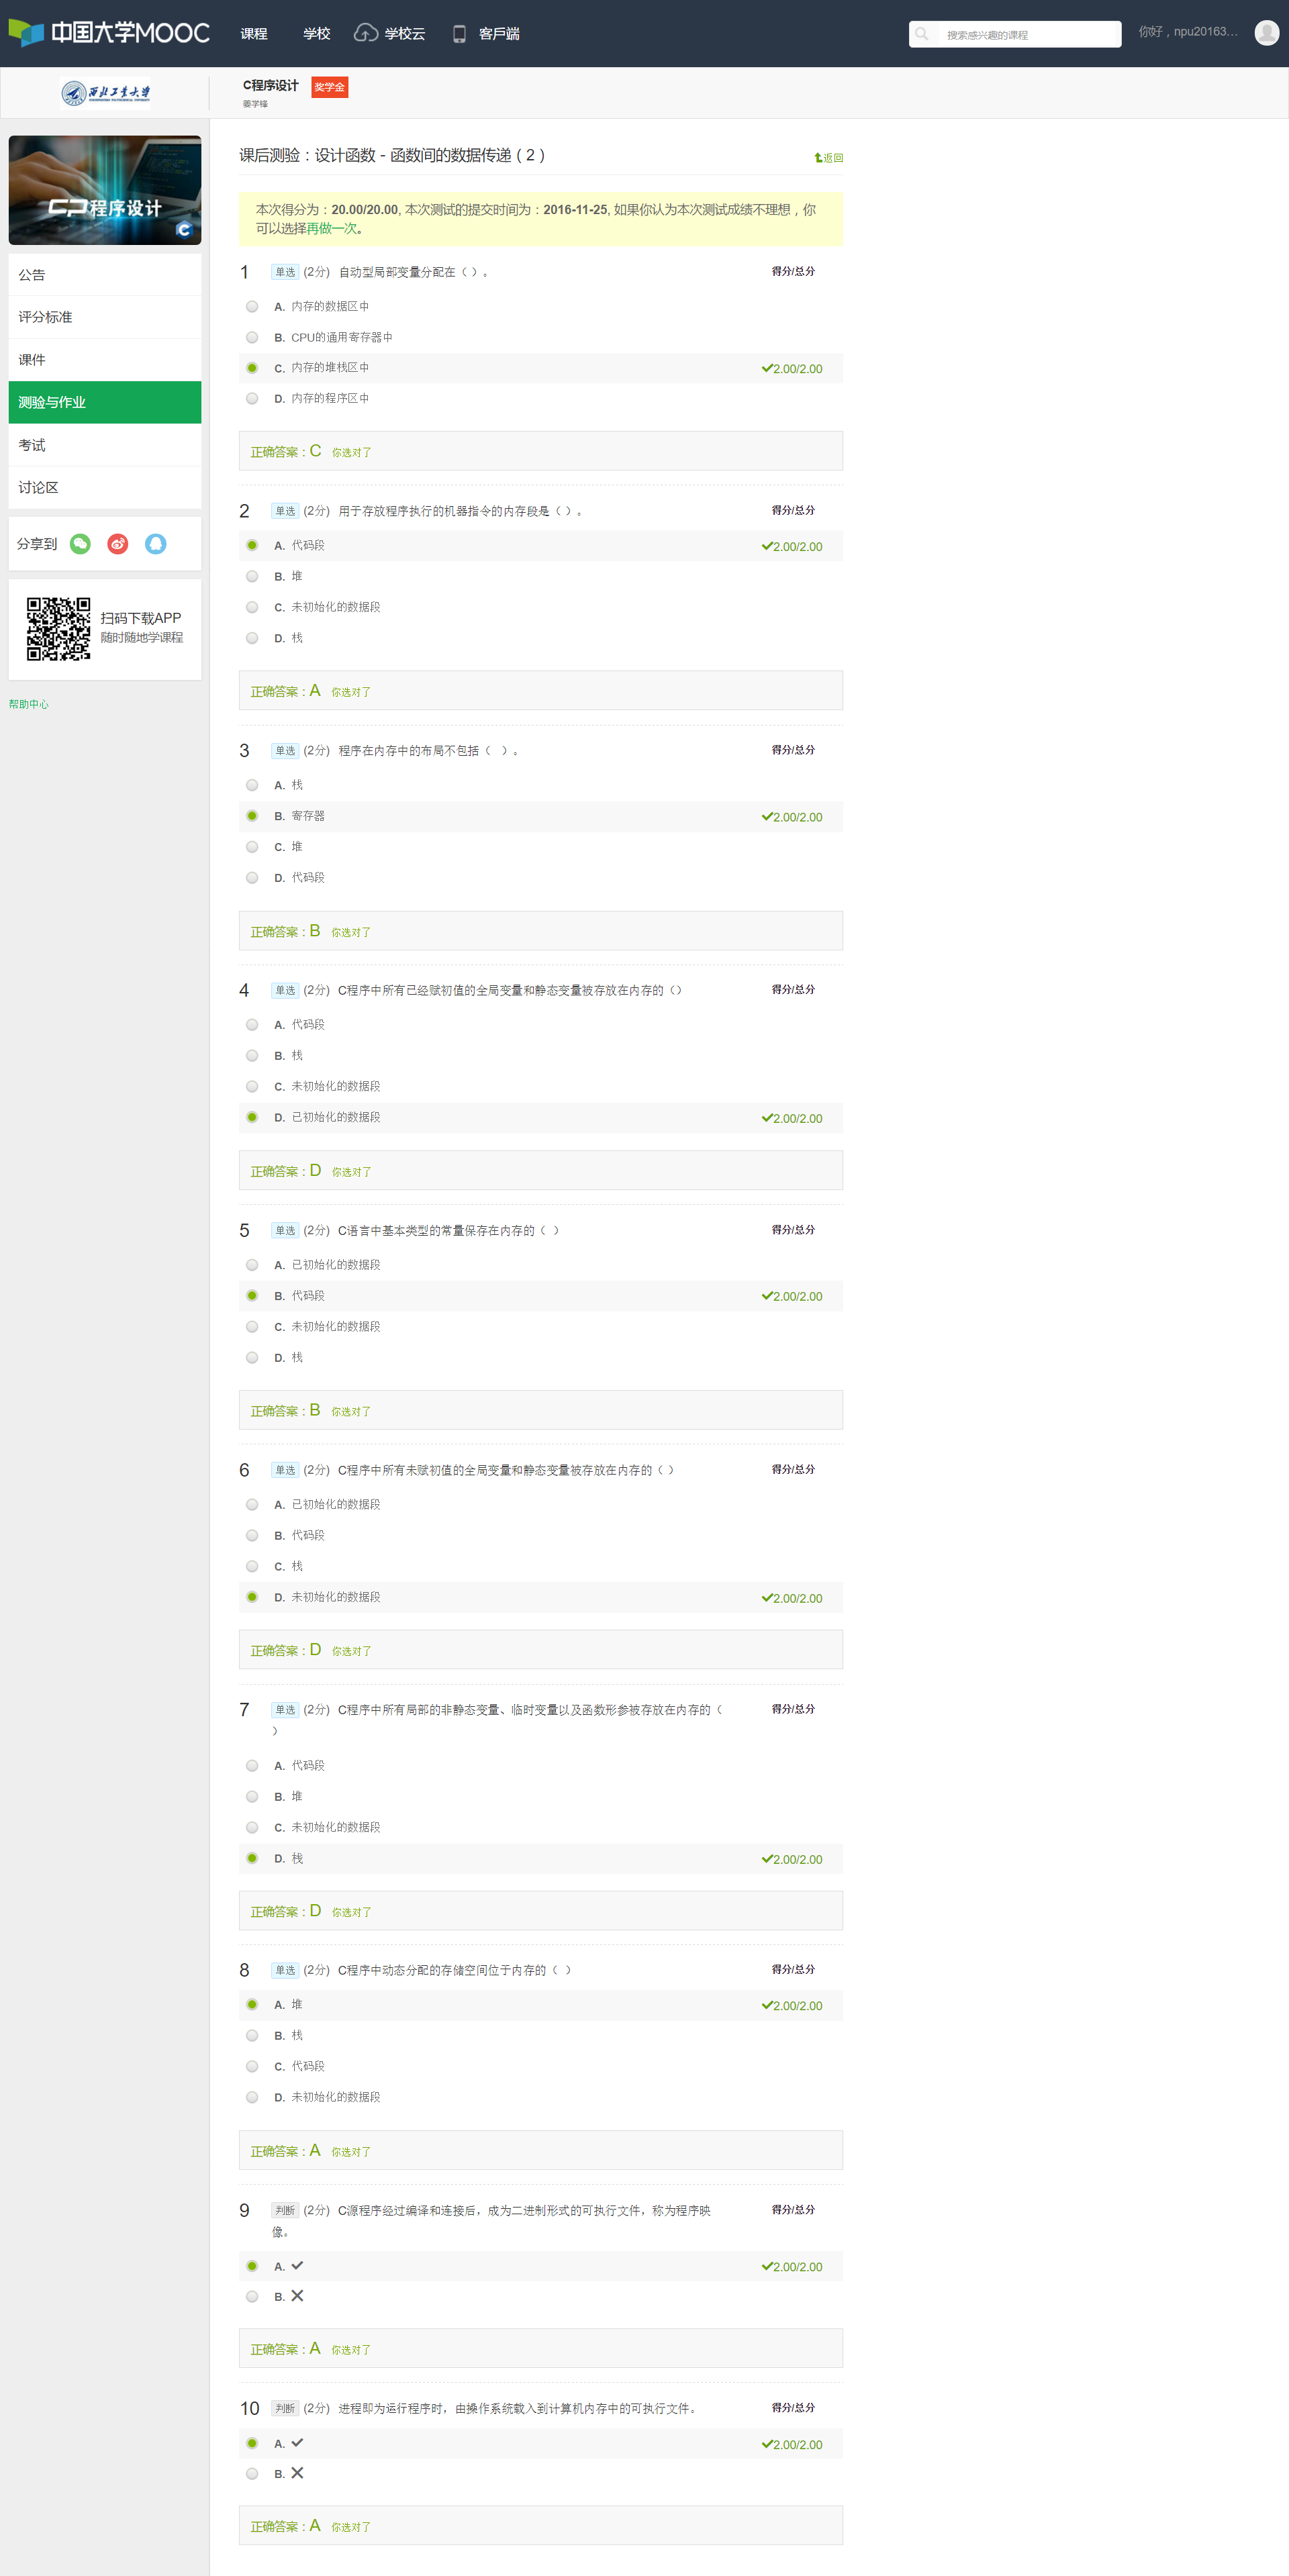 中国大学MOOC
课程
学校
学校云
客户端
搜索感兴趣的课程
你好，npu20163...
西北工业大学
C程序设计 奖学金
姜学锋
程序设计
公告
评分标准
课件
测验与作业
考试
讨论区
分享到
扫码下载APP
随时随地学课程
帮助中心
课后测验：设计函数 - 函数间的数据传递（2）
返回
本次得分为：20.00/20.00, 本次测试的提交时间为：2016-11-25, 如果你认为本次测试成绩不理想，你
可以选择再做一次。
1 单选 (2分) 自动型局部变量分配在（ ）。 得分/总分
A. 内存的数据区中
B. CPU的通用寄存器中
C. 内存的堆栈区中 2.00/2.00
D. 内存的程序区中
正确答案：C 你选对了
2 单选 (2分) 用于存放程序执行的机器指令的内存段是（ ）。 得分/总分
A. 代码段 2.00/2.00
B. 堆
C. 未初始化的数据段
D. 栈
正确答案：A 你选对了
3 单选 (2分) 程序在内存中的布局不包括（ ）。 得分/总分
A. 栈
B. 寄存器 2.00/2.00
C. 堆
D. 代码段
正确答案：B 你选对了
4 单选 (2分) C程序中所有已经赋初值的全局变量和静态变量被存放在内存的（） 得分/总分
A. 代码段
B. 栈
C. 未初始化的数据段
D. 已初始化的数据段 2.00/2.00
正确答案：D 你选对了
5 单选 (2分) C语言中基本类型的常量保存在内存的（ ） 得分/总分
A. 已初始化的数据段
B. 代码段 2.00/2.00
C. 未初始化的数据段
D. 栈
正确答案：B 你选对了
6 单选 (2分) C程序中所有未赋初值的全局变量和静态变量被存放在内存的（ ） 得分/总分
A. 已初始化的数据段
B. 代码段
C. 栈
D. 未初始化的数据段 2.00/2.00
正确答案：D 你选对了
7 单选 (2分) C程序中所有局部的非静态变量、临时变量以及函数形参被存放在内存的（ 得分/总分
）
A. 代码段
B. 堆
C. 未初始化的数据段
D. 栈 2.00/2.00
正确答案：D 你选对了
8 单选 (2分) C程序中动态分配的存储空间位于内存的（ ） 得分/总分
A. 堆 2.00/2.00
B. 栈
C. 代码段
D. 未初始化的数据段
正确答案：A 你选对了
9 判断 (2分) C源程序经过编译和连接后，成为二进制形式的可执行文件，称为程序映 得分/总分
像。
A. ✓ 2.00/2.00
B. ✕
正确答案：A 你选对了
10 判断 (2分) 进程即为运行程序时，由操作系统载入到计算机内存中的可执行文件。 得分/总分
A. ✓ 2.00/2.00
B. ✕
正确答案：A 你选对了